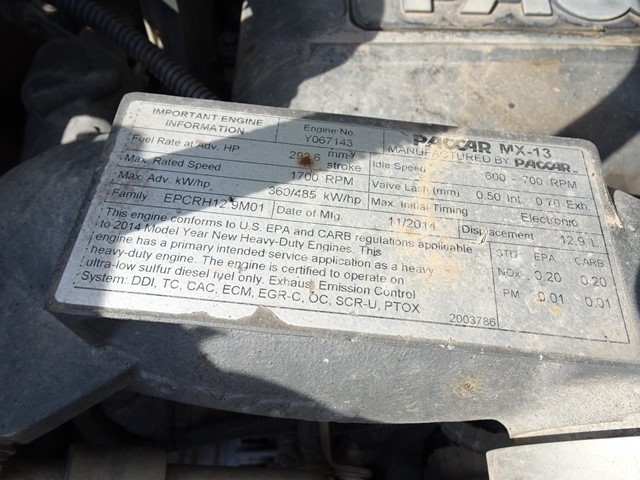 PACCAR
IMPORTANT ENGINE INFORMATION
Engine No. Y067143
PACCAR MX-13
MANUFACTURED BY PACCAR
Fuel Rate at Adv. HP mm³/stroke
Idle Speed 600 - 700 RPM
Max. Rated Speed 1700 RPM
Valve Lash (mm) 0.50 Int. 0.70 Exh.
Max. Adv. kW/hp 360/485 kW/hp
Max. Initial Timing Electronic
Family EPCRH12.9M01
Date of Mfg. 11/2014
Displacement 12.9 L
This engine conforms to U.S. EPA and CARB regulations applicable
to 2014 Model Year New Heavy-Duty Engines. This
engine has a primary intended service application as a heavy
heavy-duty engine. The engine is certified to operate on
ultra-low sulfur diesel fuel only. Exhaust Emission Control
System: DDI, TC, CAC, ECM, EGR-C, OC, SCR-U, PTOX
STD EPA CARB
NOx 0.20 0.20
PM 0.01 0.01
2003786